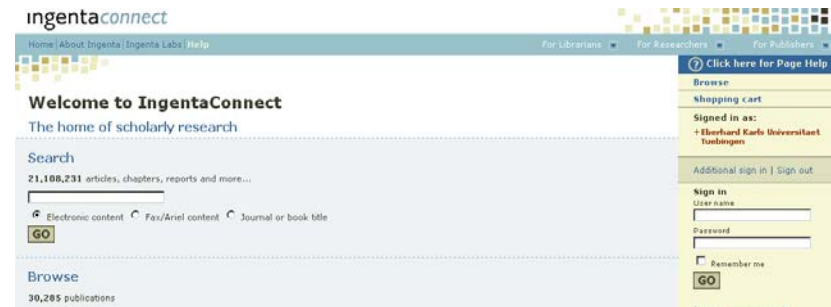 ingentaconnect
Home | About Ingenta | Ingenta Labs | Help
For Librarians For Researchers For Publishers
Click here for Page Help
Browse
Shopping cart
Signed in as:
+ Eberhard Karls Universitaet
Tuebingen
Additional sign in | Sign out
Sign in
User name
Password
Remember me
GO
Welcome to IngentaConnect
The home of scholarly research
Search
21,108,231 articles, chapters, reports and more...
Electronic content Fax/Ariel content Journal or book title
GO
Browse
30,285 publications